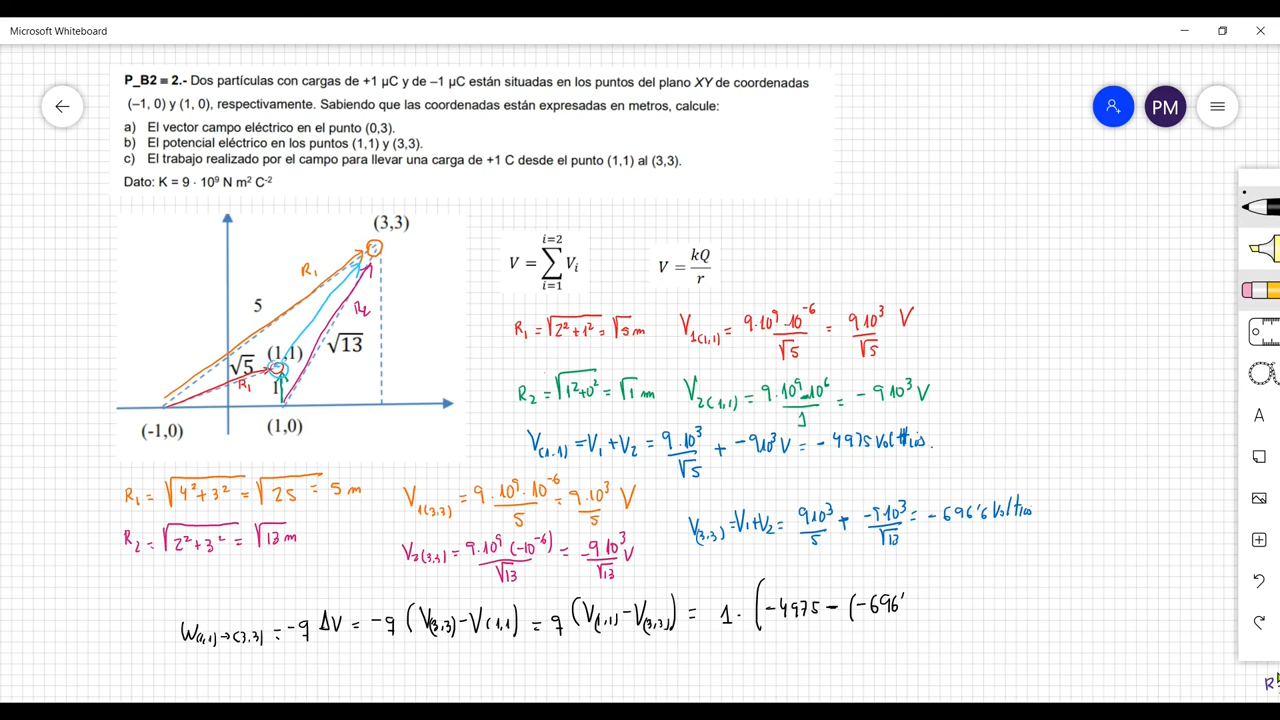 Microsoft Whiteboard
P_B2 = 2.- Dos partículas con cargas de +1 µC y de –1 µC están situadas en los puntos del plano XY de coordenadas
(–1, 0) y (1, 0), respectivamente. Sabiendo que las coordenadas están expresadas en metros, calcule:
a) El vector campo eléctrico en el punto (0,3).
b) El potencial eléctrico en los puntos (1,1) y (3,3).
c) El trabajo realizado por el campo para llevar una carga de +1 C desde el punto (1,1) al (3,3).
Dato: K = 9 · 10⁹ N m² C⁻²
PM
(3,3)
R₁
5
R₂
√13
(1,1)
√5
R₁
1
(-1,0)
(1,0)
i=2
V = ∑ Vᵢ
i=1
V = kQ/r
R₁ = √(2²+1²) = √5 m
V₁(1,1) = 9·10⁹·10⁻⁶/√5 = 9 10³/√5 V
R₂ = √(1²+0²) = √1 m
V₂(1,1) = 9·10⁹·-10⁶/1 = - 9 10³ V
V(1,1) = V₁ + V₂ = 9·10³/√5 + -9 10³ V = - 4975 Voltios.
R₁ = √(4²+3²) = √25 = 5 m
V₁(3,3) = 9·10⁹·10⁻⁶/5 = 9·10³/5 V
R₂ = √(2²+3²) = √13 m
V₂(3,3) = 9·10⁹(-10⁻⁶)/√13 = -9 10³/√13 V
V(3,3) = V₁+V₂ = 9 10³/5 + -9 10³/√13 = - 696'6 Voltios
W(1,1)→(3,3) = -q ΔV = -q (V(3,3) - V(1,1)) = q (V(1,1) - V(3,3)) = 1· (-4975 - (-696'
A
R